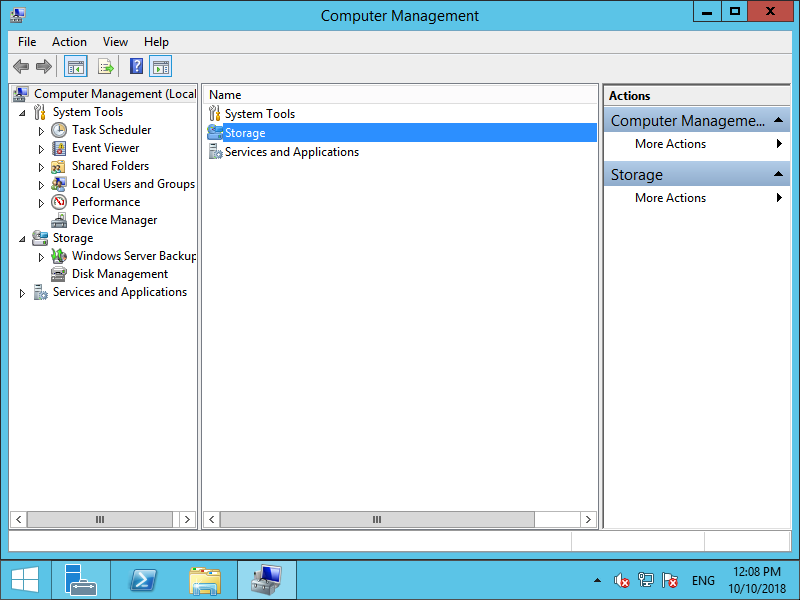 Computer Management
File Action View Help
Computer Management (Local
System Tools
Task Scheduler
Event Viewer
Shared Folders
Local Users and Groups
Performance
Device Manager
Storage
Windows Server Backup
Disk Management
Services and Applications
Name
System Tools
Storage
Services and Applications
Actions
Computer Manageme...
More Actions
Storage
More Actions
ENG
12:08 PM
10/10/2018